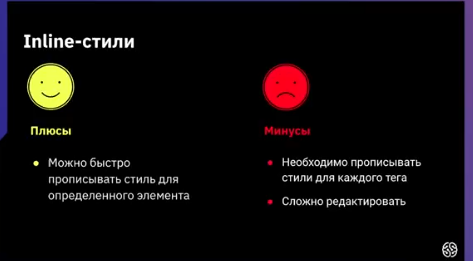 Inline-стили
Плюсы
Можно быстро
прописывать стиль для
определенного элемента
Минусы
Необходимо прописывать
стили для каждого тега
Сложно редактировать